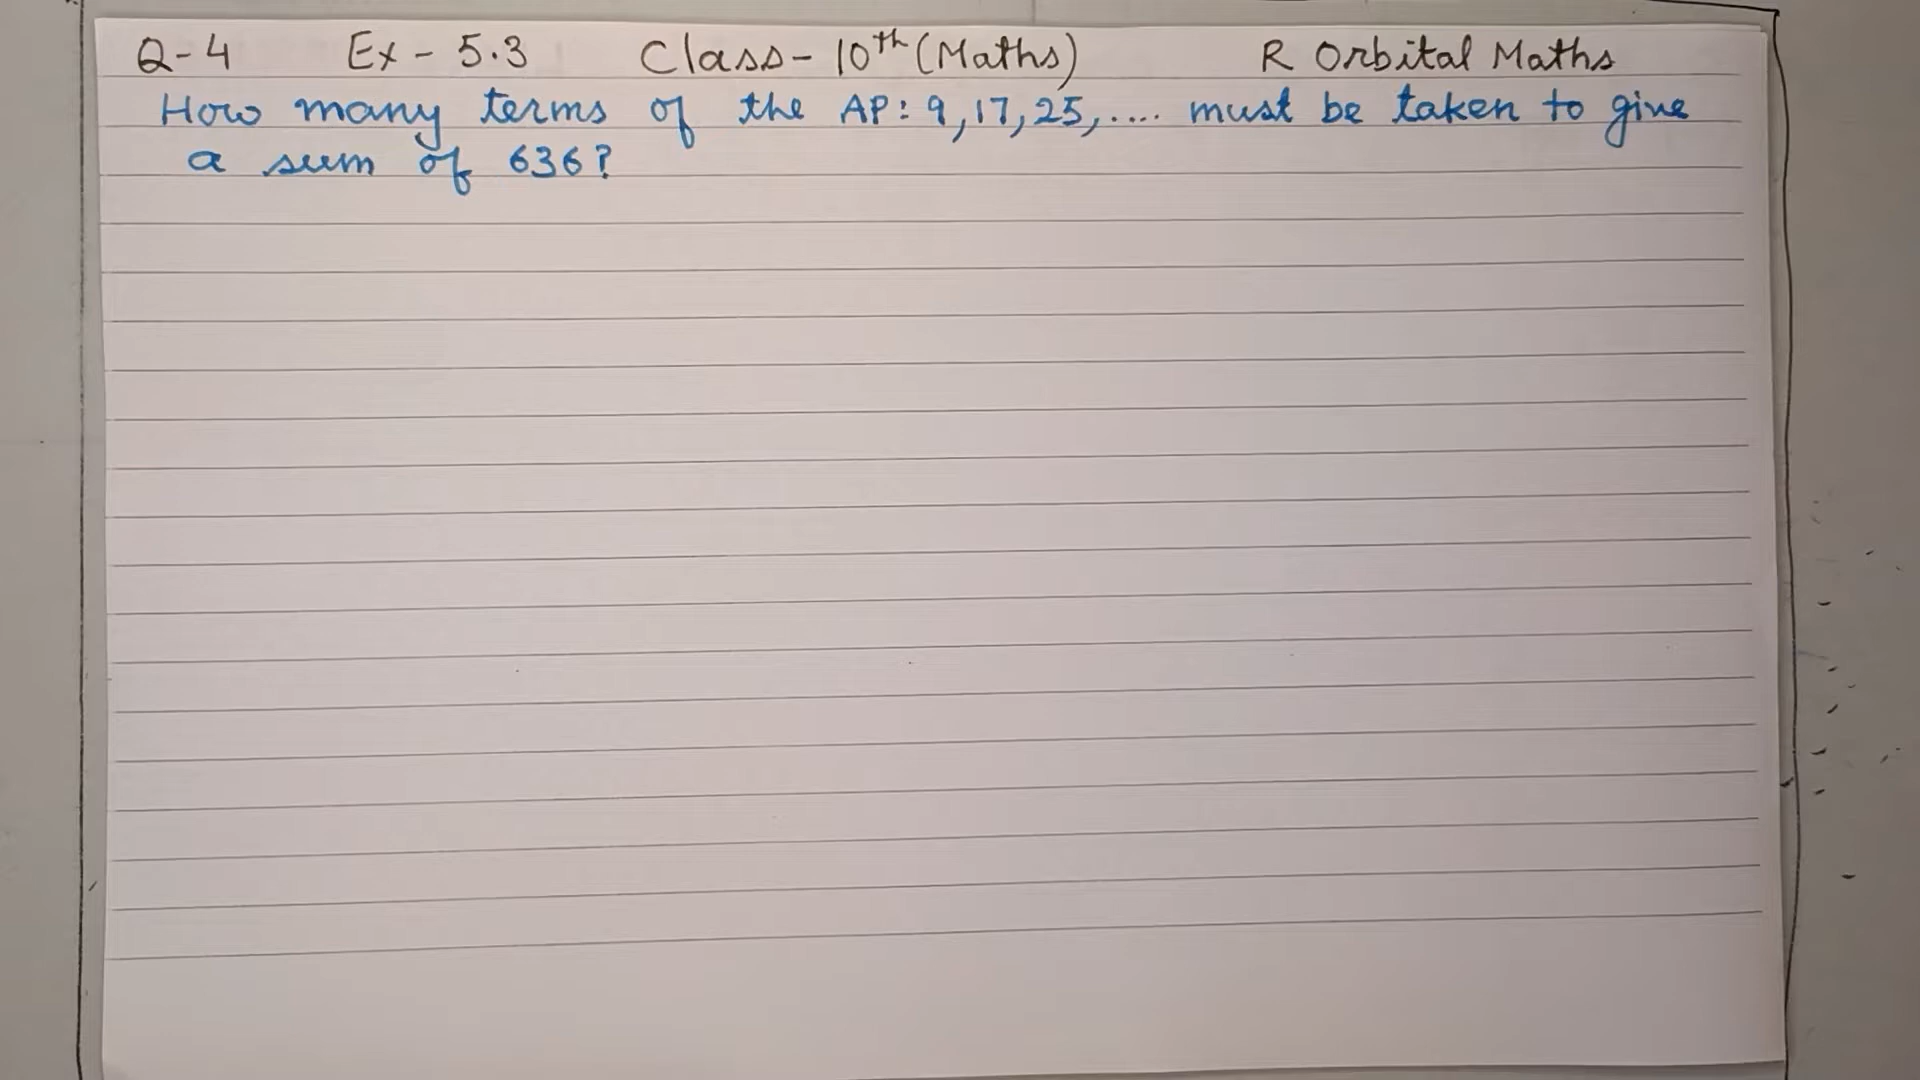 Q-4 Ex - 5.3 Class - 10th (Maths) R Orbital Maths
How many terms of the AP: 9, 17, 25, .... must be taken to give
a sum of 636?